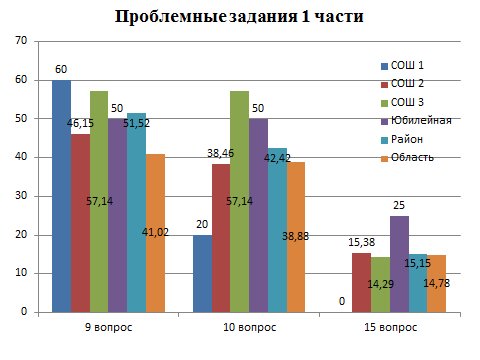 Проблемные задания 1 части
70
60
50
40
30
20
10
0
60
46,15
57,14
50
51,52
41,02
20
38,46
57,14
50
42,42
38,88
0
15,38
14,29
25
15,15
14,78
9 вопрос
10 вопрос
15 вопрос
СОШ 1
СОШ 2
СОШ 3
Юбилейная
Район
Область